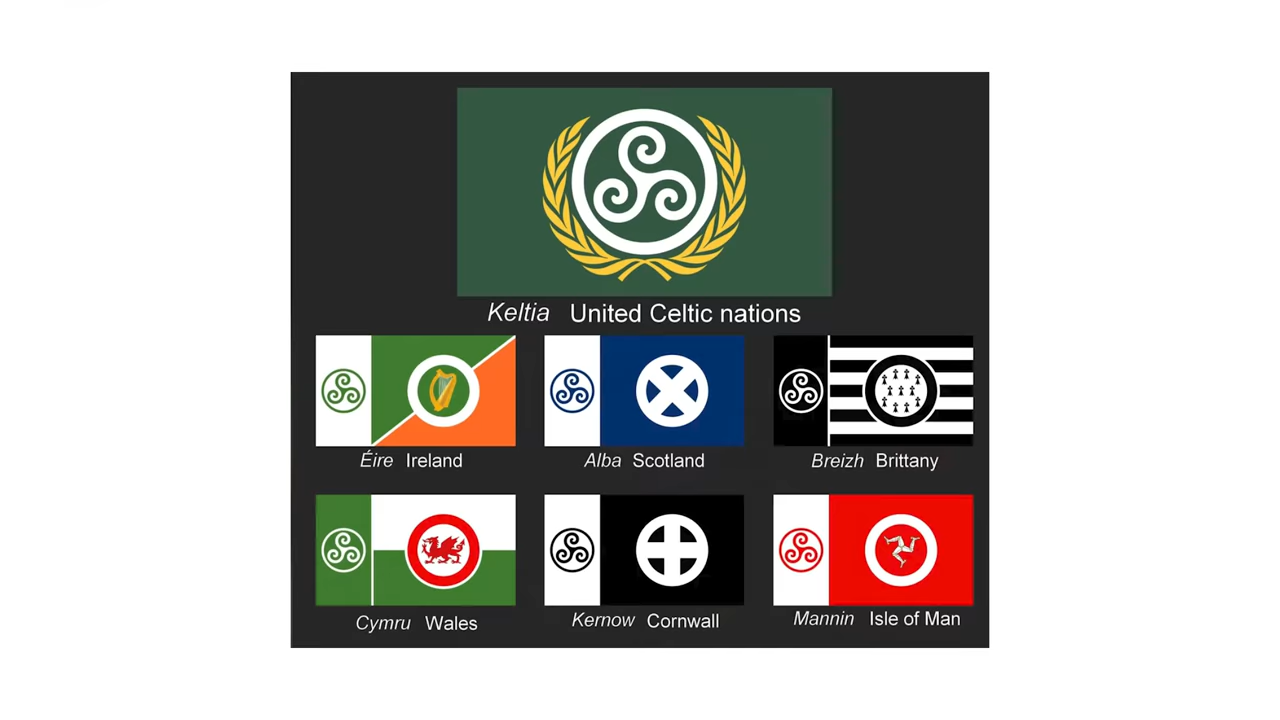 Keltia United Celtic nations
Éire Ireland
Alba Scotland
Breizh Brittany
Cymru Wales
Kernow Cornwall
Mannin Isle of Man